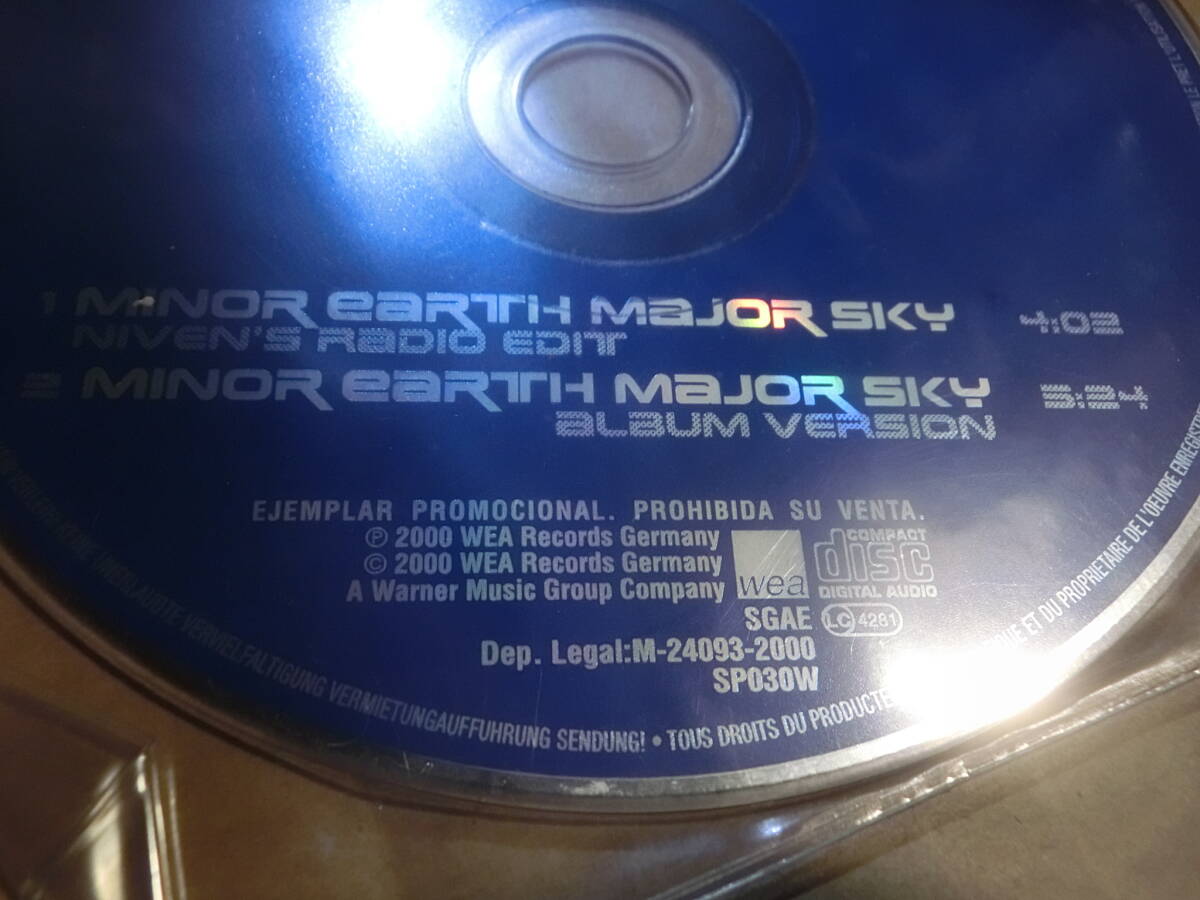 1 MINOR EARTH MAJOR SKY 4:02
NIVEN'S RADIO EDIT
2 MINOR EARTH MAJOR SKY 5:24
ALBUM VERSION
EJEMPLAR PROMOCIONAL. PROHIBIDA SU VENTA.
Ⓟ 2000 WEA Records Germany
© 2000 WEA Records Germany
A Warner Music Group Company
wea
COMPACT
disc
DIGITAL AUDIO
SGAE
LC 4281
Dep. Legal:M-24093-2000
SP030W
VERMIELFALTIGUNG VERMIETUNGAUFFUHRUNG SENDUNG! • TOUS DROITS DU PRODUCTE ET DU PROPRIETAIRE DE L'OEUVRE